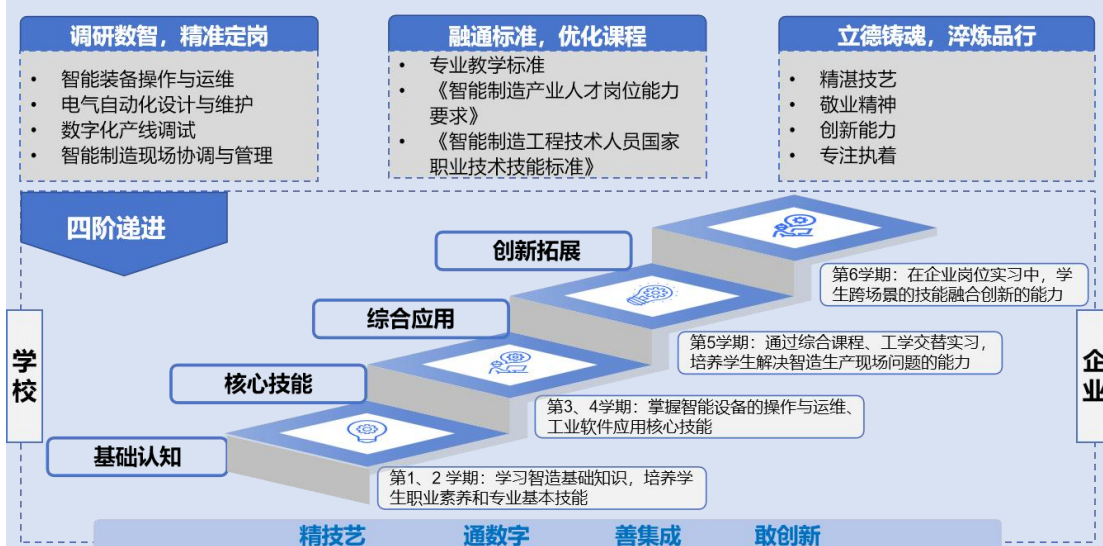 调研数智，精准定岗
• 智能装备操作与运维
• 电气自动化设计与维护
• 数字化产线调试
• 智能制造现场协调与管理
融通标准，优化课程
• 专业教学标准
• 《智能制造产业人才岗位能力
要求》
• 《智能制造工程技术人员国家
职业技术技能标准》
立德铸魂，淬炼品行
• 精湛技艺
• 敬业精神
• 创新能力
• 专注执着
四阶递进
创新拓展
第6学期：在企业岗位实习中，学
生跨场景的技能融合创新的能力
综合应用
第5学期：通过综合课程、工学交替实习，
培养学生解决智造生产现场问题的能力
核心技能
第3、4学期：掌握智能设备的操作与运维、
工业软件应用核心技能
基础认知
第1、2 学期：学习智造基础知识，培养学
生职业素养和专业基本技能
学
校
企
业
精技艺 通数字 善集成 敢创新